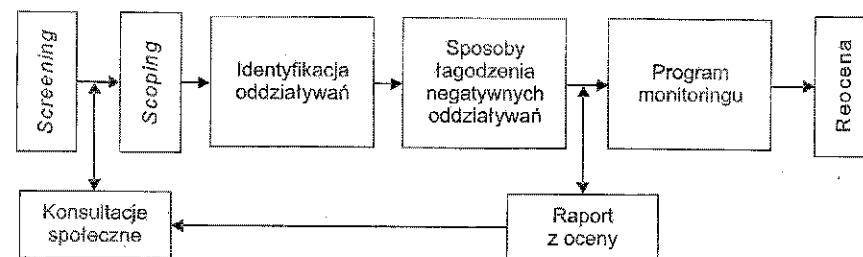 Screening
Scoping
Identyfikacja
oddziaływań
Sposoby
łagodzenia
negatywnych
oddziaływań
Program
monitoringu
Reocena
Konsultacje
społeczne
Raport
z oceny